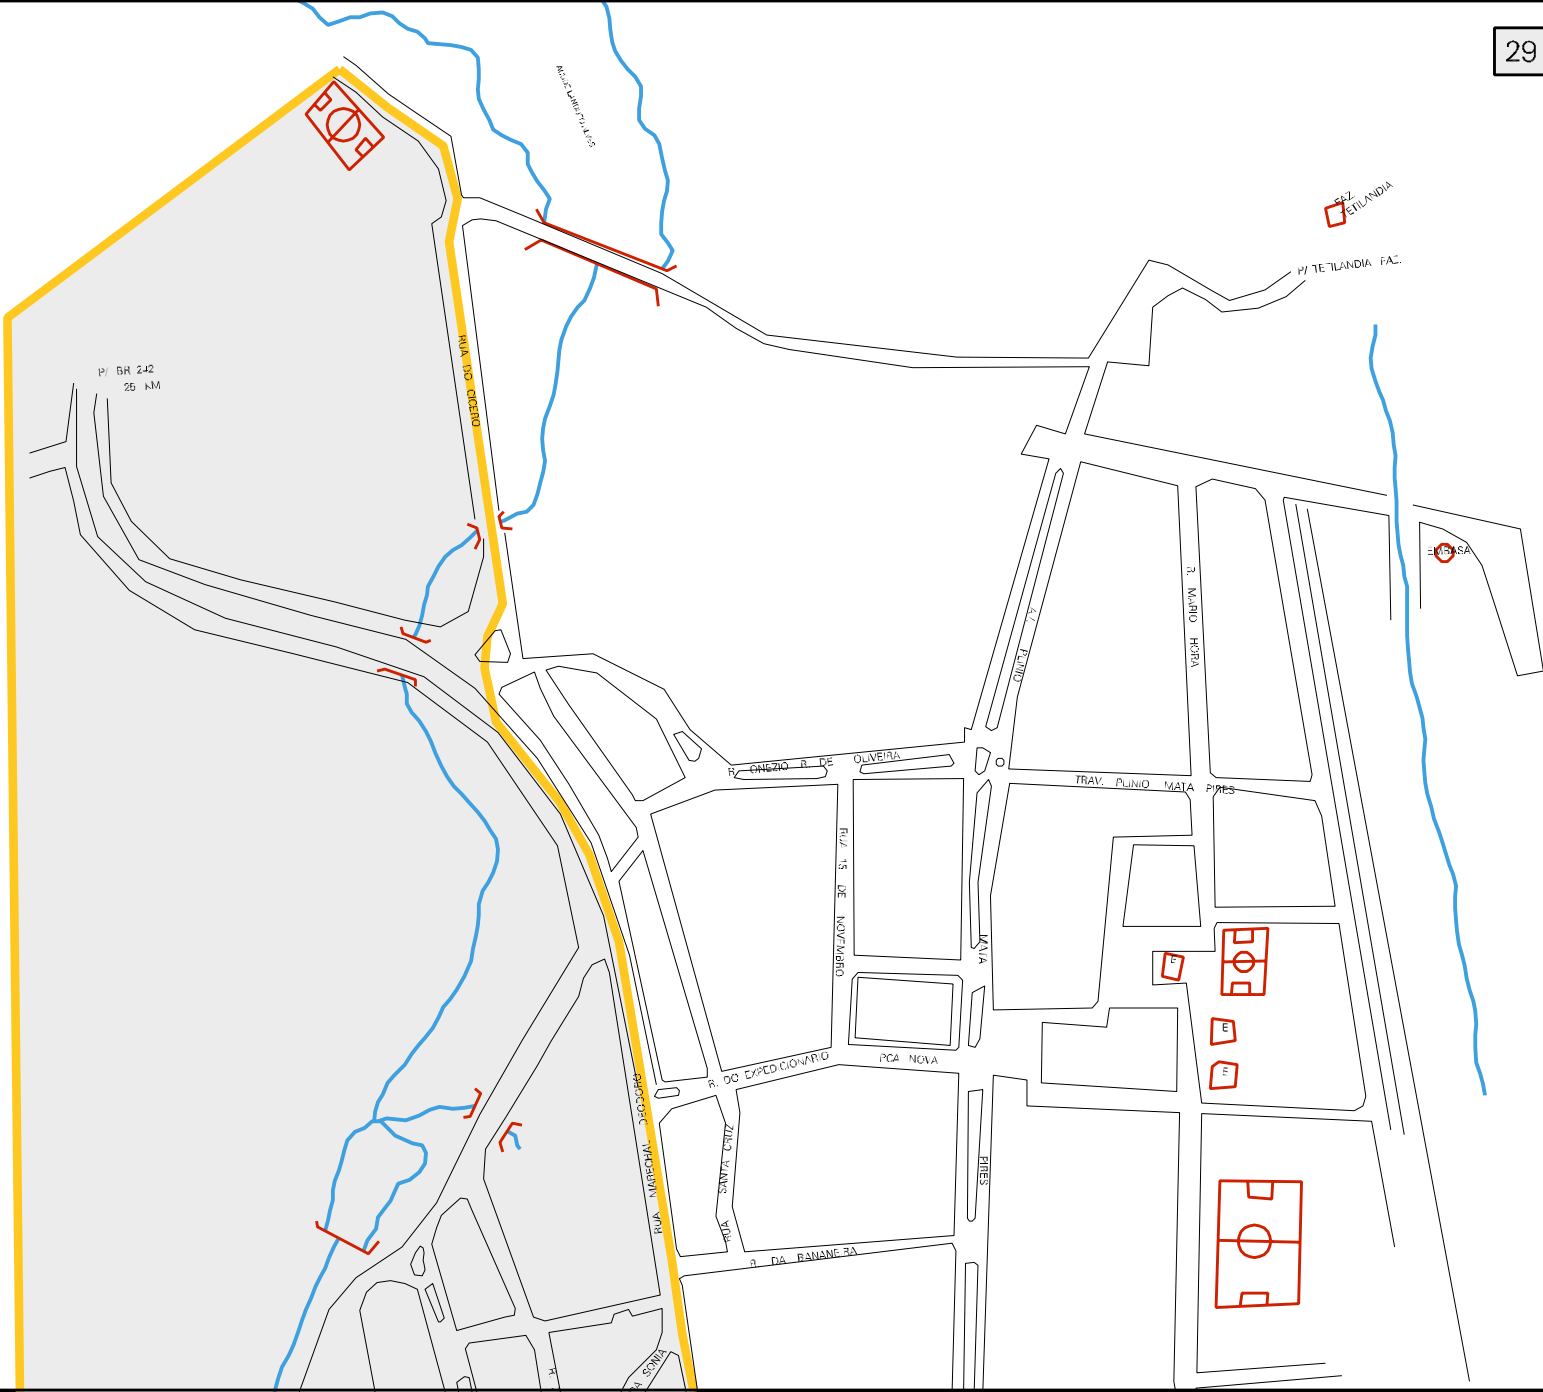 29
FAZ.
TETILANDIA
P/ TETILANDIA FAZ.
P/ BR 242
25 KM
RUA DO CICERO
EMBASA
R. MARIO HORA
PLINIO
R. ONEZIO R. DE OLIVEIRA
TRAV. PLINIO MATA PIRES
RUA 15 DE NOVEMBRO
MATA
E
E
E
R. DO EXPEDICIONARIO
PCA NOVA
RUA MARECHAL DEODORO
RUA SANTA CRUZ
PIRES
R. DA BANANEIRA
R.
SONIA